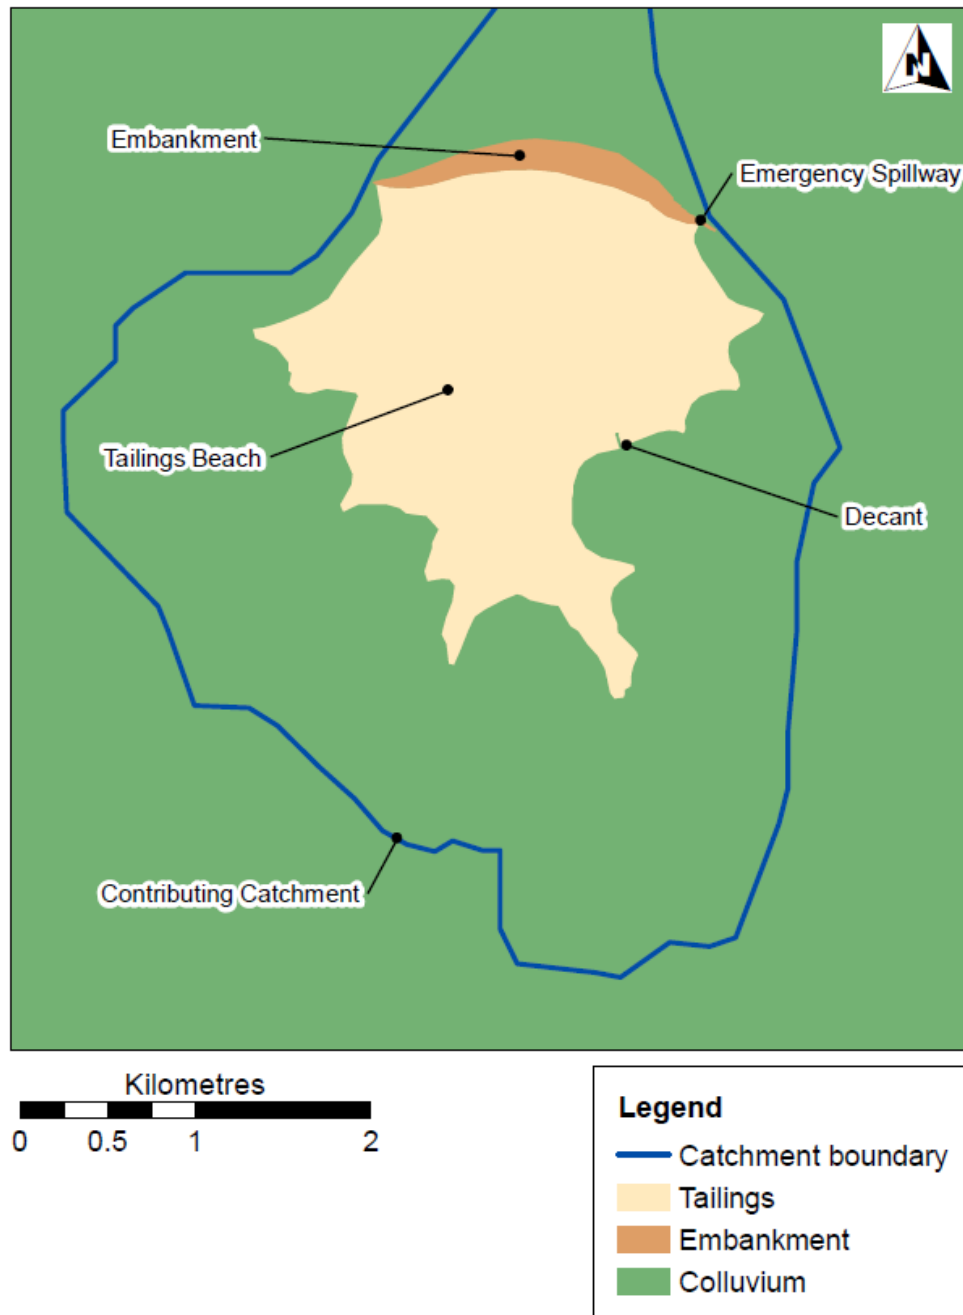 N
Embankment
Emergency Spillway
Tailings Beach
Decant
Contributing Catchment
Kilometres
0 0.5 1 2
Legend
Catchment boundary
Tailings
Embankment
Colluvium